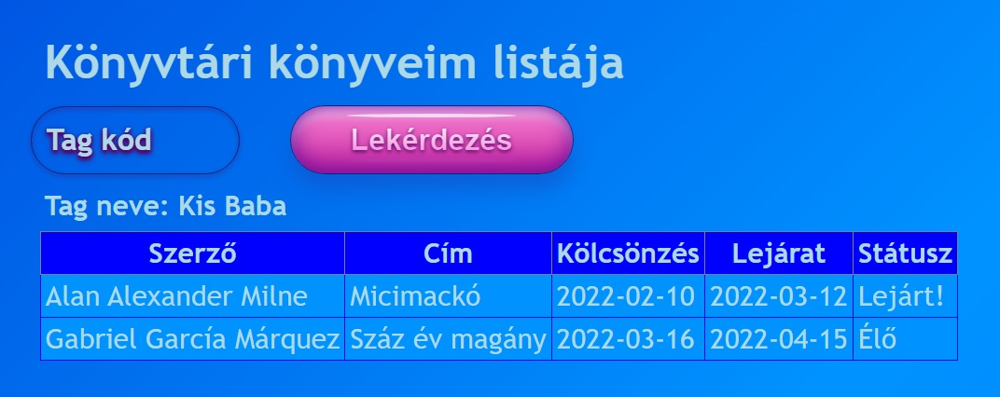 Könyvtári könyveim listája
Tag kód Lekérdezés
Tag neve: Kis Baba
Szerző Cím Kölcsönzés Lejárat Státusz
Alan Alexander Milne Micimackó 2022-02-10 2022-03-12 Lejárt!
Gabriel García Márquez Száz év magány 2022-03-16 2022-04-15 Élő